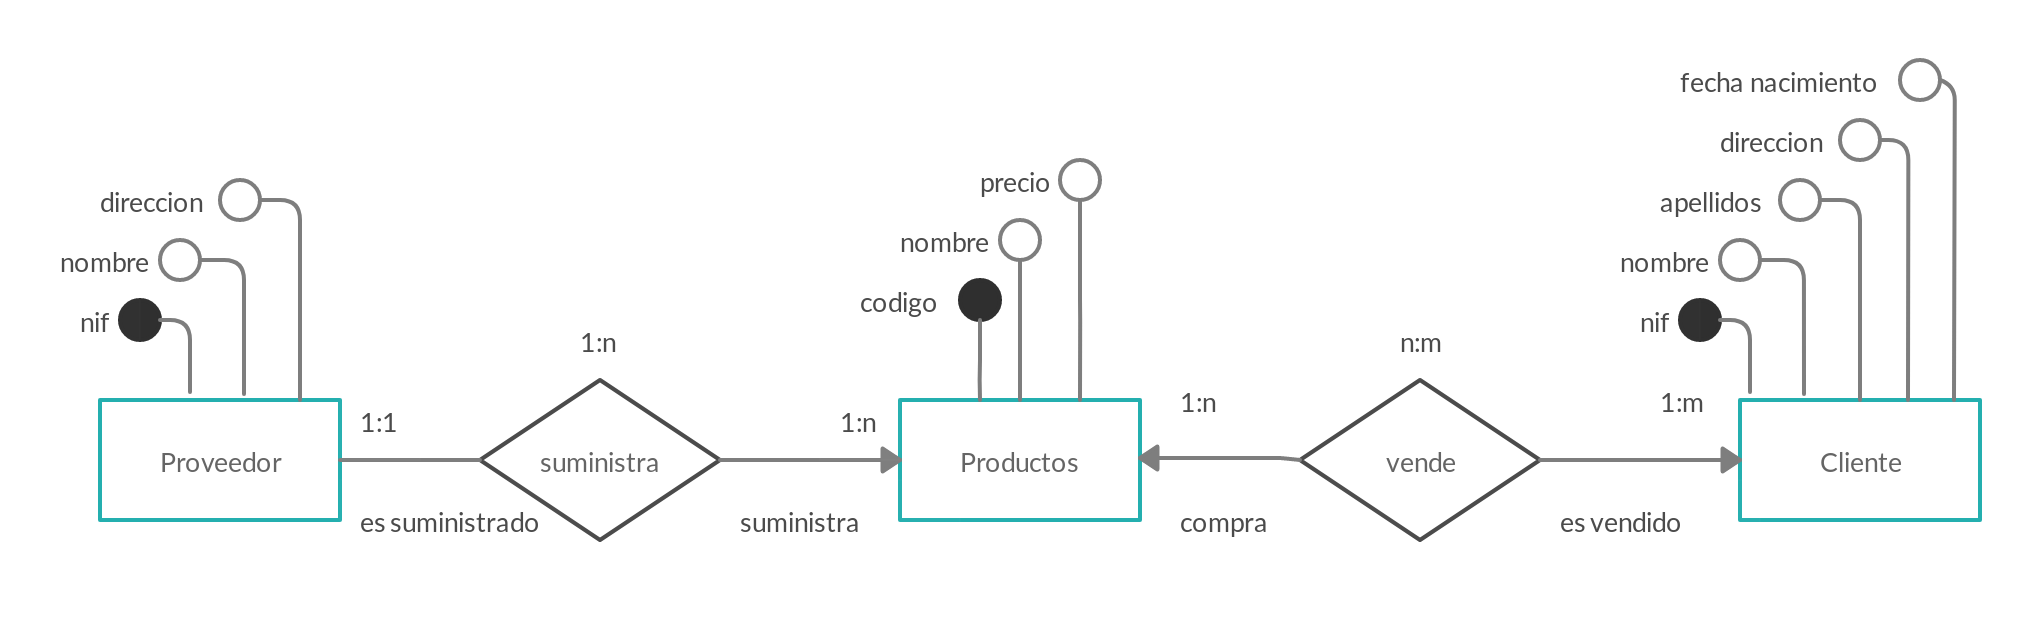 fecha nacimiento
direccion
precio
direccion
apellidos
nombre
nombre
nombre
codigo
nif
nif
1:n
n:m
1:1
1:n
1:n
1:m
Proveedor
suministra
Productos
vende
Cliente
es suministrado
suministra
compra
es vendido